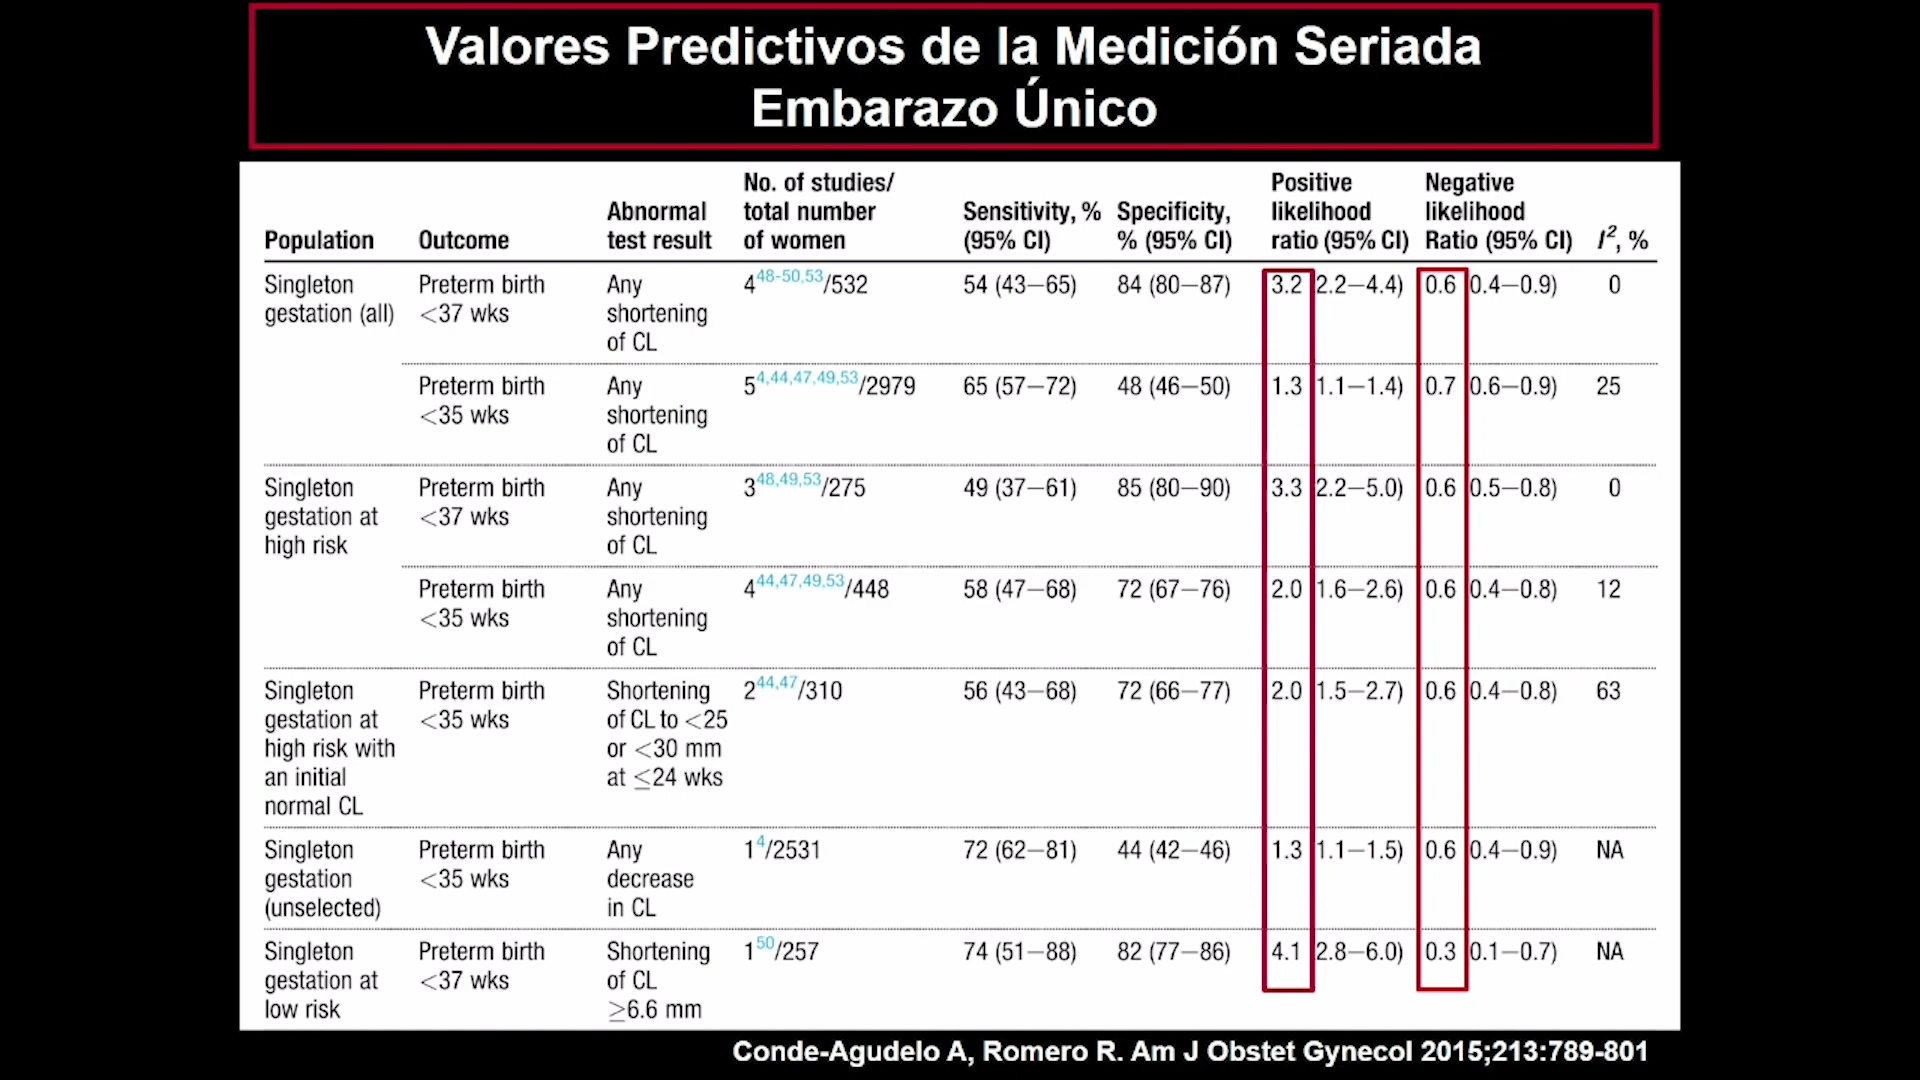 Valores Predictivos de la Medición Seriada
Embarazo Único
Population Outcome Abnormal test result No. of studies/ total number of women Sensitivity, % (95% CI) Specificity, % (95% CI) Positive likelihood ratio (95% CI) Negative likelihood Ratio (95% CI) I², %
Singleton gestation (all) Preterm birth <37 wks Any shortening of CL 4 48-50,53/532 54 (43–65) 84 (80–87) 3.2 2.2–4.4) 0.6 0.4–0.9) 0
Preterm birth <35 wks Any shortening of CL 5 4,44,47,49,53/2979 65 (57–72) 48 (46–50) 1.3 1.1–1.4) 0.7 0.6–0.9) 25
Singleton gestation at high risk Preterm birth <37 wks Any shortening of CL 3 48,49,53/275 49 (37–61) 85 (80–90) 3.3 2.2–5.0) 0.6 0.5–0.8) 0
Preterm birth <35 wks Any shortening of CL 4 44,47,49,53/448 58 (47–68) 72 (67–76) 2.0 1.6–2.6) 0.6 0.4–0.8) 12
Singleton gestation at high risk with an initial normal CL Preterm birth <35 wks Shortening of CL to <25 or <30 mm at ≤24 wks 2 44,47/310 56 (43–68) 72 (66–77) 2.0 1.5–2.7) 0.6 0.4–0.8) 63
Singleton gestation (unselected) Preterm birth <35 wks Any decrease in CL 1 4/2531 72 (62–81) 44 (42–46) 1.3 1.1–1.5) 0.6 0.4–0.9) NA
Singleton gestation at low risk Preterm birth <37 wks Shortening of CL ≥6.6 mm 1 50/257 74 (51–88) 82 (77–86) 4.1 2.8–6.0) 0.3 0.1–0.7) NA
Conde-Agudelo A, Romero R. Am J Obstet Gynecol 2015;213:789-801